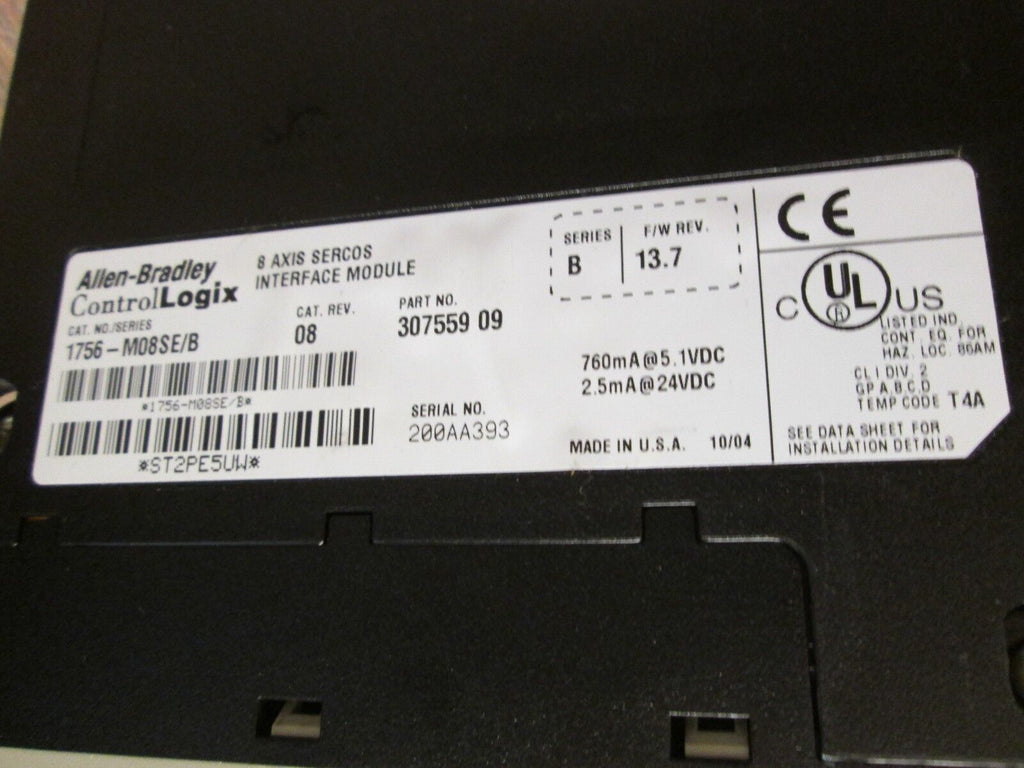 Allen-Bradley
ControlLogix
8 AXIS SERCOS
INTERFACE MODULE
CAT. NO./SERIES
1756-M08SE/B
CAT. REV.
08
PART NO.
307559 09
*1756-M08SE/B*
*ST2PE5UW*
SERIAL NO.
200AA393
SERIES
B
F/W REV.
13.7
760mA@5.1VDC
2.5mA@24VDC
MADE IN U.S.A. 10/04
CE
C UL US
®
LISTED IND.
CONT. EQ. FOR
HAZ. LOC. 86AM
CL I DIV. 2
GP A,B,C,D
TEMP CODE T4A
SEE DATA SHEET FOR
INSTALLATION DETAILS